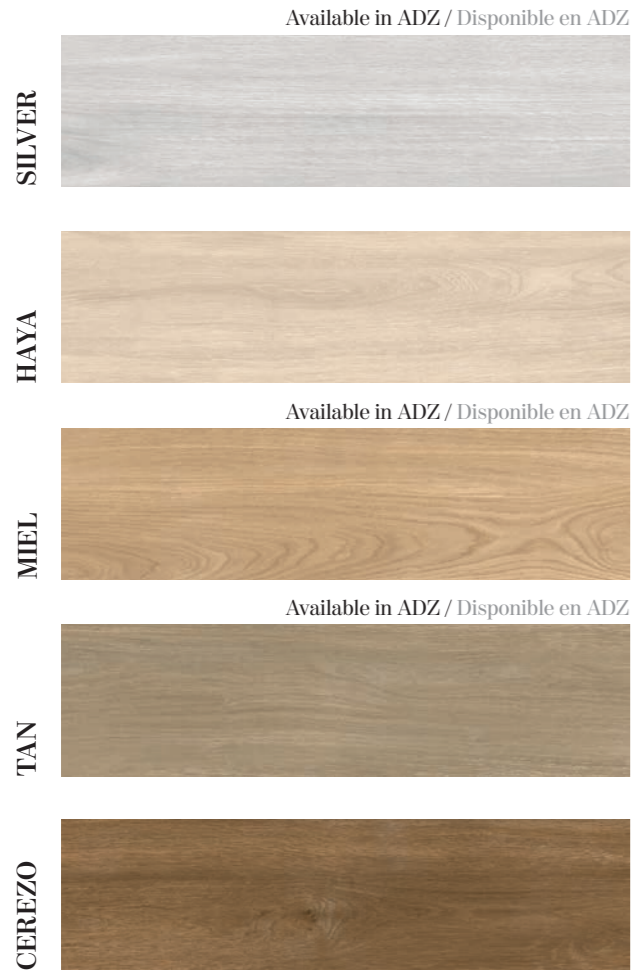 Available in ADZ / Disponible en ADZ
SILVER
HAYA
Available in ADZ / Disponible en ADZ
MIEL
Available in ADZ / Disponible en ADZ
TAN
CEREZO